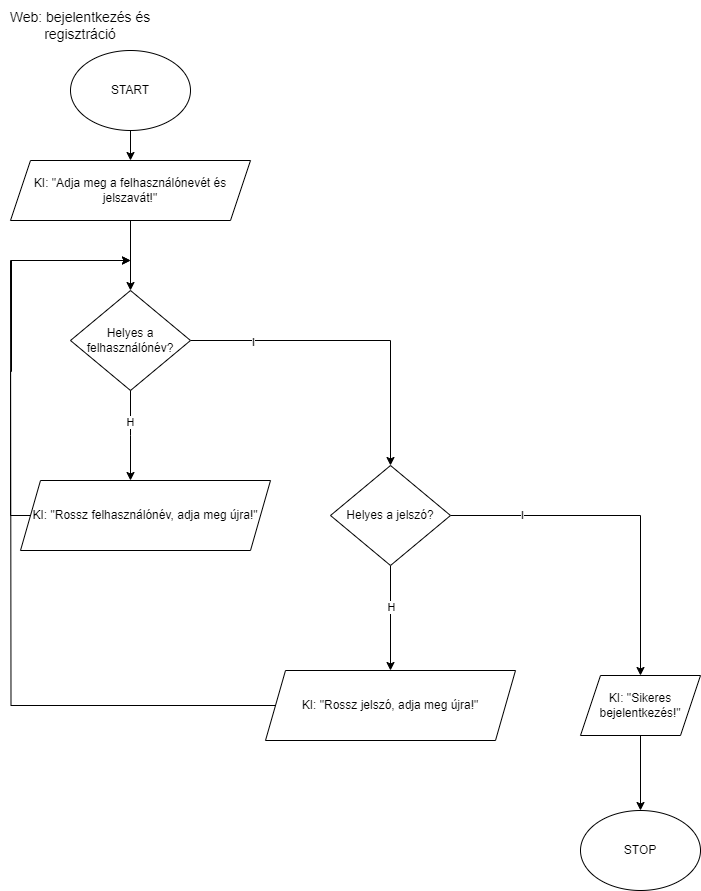 Web: bejelentkezés és
regisztráció
START
KI: "Adja meg a felhasználónevét és
jelszavát!"
Helyes a
felhasználónév?
I
H
KI: "Rossz felhasználónév, adja meg újra!"
Helyes a jelszó?
I
H
KI: "Rossz jelszó, adja meg újra!"
KI: "Sikeres
bejelentkezés!"
STOP